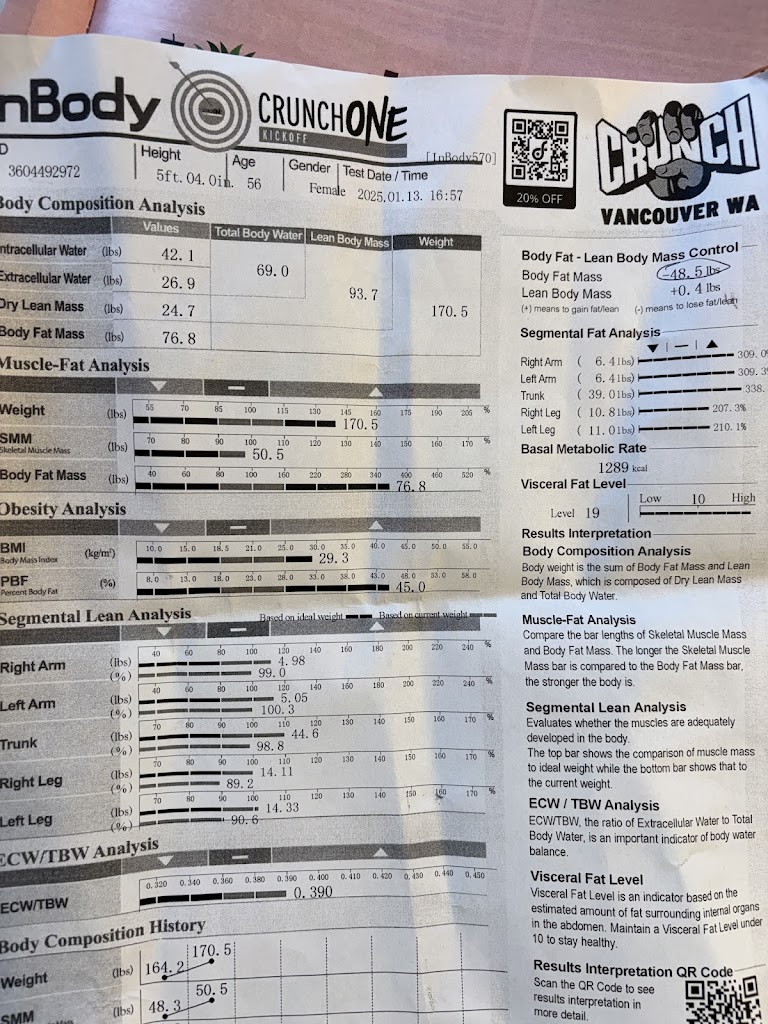 nBody
CRUNCHONE
KICKOFF
[InBody570]
20% OFF
CRUNCH
VANCOUVER WA
D
3604492972
Height
5ft. 04. 0in.
Age
56
Gender
Female
Test Date / Time
2025.01.13. 16:57
Body Composition Analysis
Values
Total Body Water
Lean Body Mass
Weight
ntracellular Water (lbs) 42. 1
Extracellular Water (lbs) 26. 9
Dry Lean Mass (lbs) 24. 7
Body Fat Mass (lbs) 76. 8
69. 0
93. 7
170. 5
Muscle-Fat Analysis
Weight (lbs) 55 70 85 100 115 130 145 160 175 190 205 %
170. 5
SMM (lbs) 70 80 90 100 110 120 130 140 150 160 170 %
Skeletal Muscle Mass
50. 5
Body Fat Mass (lbs) 40 60 80 100 160 220 280 340 400 460 520 %
76. 8
Obesity Analysis
BMI (kg/m²) 10. 0 15. 0 18. 5 21. 0 25. 0 30. 0 35. 0 40. 0 45. 0 50. 0 55. 0
Body Mass Index
29. 3
PBF (%) 8. 0 13. 0 18. 0 23. 0 28. 0 33. 0 38. 0 43. 0 48. 0 53. 0 58. 0
Percent Body Fat
45. 0
Segmental Lean Analysis
Based on ideal weight Based on current weight
Right Arm (lbs) (%) 40 60 80 100 120 140 160 180 200 220 240 %
4. 98
99. 0
Left Arm (lbs) (%) 40 60 80 100 120 140 160 180 200 220 240 %
5. 05
100. 3
Trunk (lbs) (%) 70 80 90 100 110 120 130 140 150 160 170 %
44. 6
98. 8
Right Leg (lbs) (%) 70 80 90 100 110 120 130 140 150 160 170 %
14. 11
89. 2
Left Leg (lbs) (%) 70 80 90 100 110 120 130 140 150 160 170 %
14. 33
90. 6
ECW/TBW Analysis
ECW/TBW 0. 320 0. 340 0. 360 0. 380 0. 390 0. 400 0. 410 0. 420 0. 430 0. 440 0. 450
0. 390
Body Composition History
Weight (lbs) 164. 2 170. 5
SMM (lbs) 48. 3 50. 5
Body Fat - Lean Body Mass Control
Body Fat Mass -48. 5 lbs
Lean Body Mass +0. 4 lbs
(+) means to gain fat/lean (-) means to lose fat/lean
Segmental Fat Analysis
Right Arm ( 6. 4lbs) 309. 0%
Left Arm ( 6. 4lbs) 309. 3%
Trunk ( 39. 0lbs) 338.
Right Leg ( 10. 8lbs) 207. 3%
Left Leg ( 11. 0lbs) 210. 1%
Basal Metabolic Rate
1289 kcal
Visceral Fat Level
Level 19
Low 10 High
Results Interpretation
Body Composition Analysis
Body weight is the sum of Body Fat Mass and Lean
Body Mass, which is composed of Dry Lean Mass
and Total Body Water.
Muscle-Fat Analysis
Compare the bar lengths of Skeletal Muscle Mass
and Body Fat Mass. The longer the Skeletal Muscle
Mass bar is compared to the Body Fat Mass bar,
the stronger the body is.
Segmental Lean Analysis
Evaluates whether the muscles are adequately
developed in the body.
The top bar shows the comparison of muscle mass
to ideal weight while the bottom bar shows that to
the current weight.
ECW / TBW Analysis
ECW/TBW, the ratio of Extracellular Water to Total
Body Water, is an important indicator of body water
balance.
Visceral Fat Level
Visceral Fat Level is an indicator based on the
estimated amount of fat surrounding internal organs
in the abdomen. Maintain a Visceral Fat Level under
10 to stay healthy.
Results Interpretation QR Code
Scan the QR Code to see
results interpretation in
more detail.